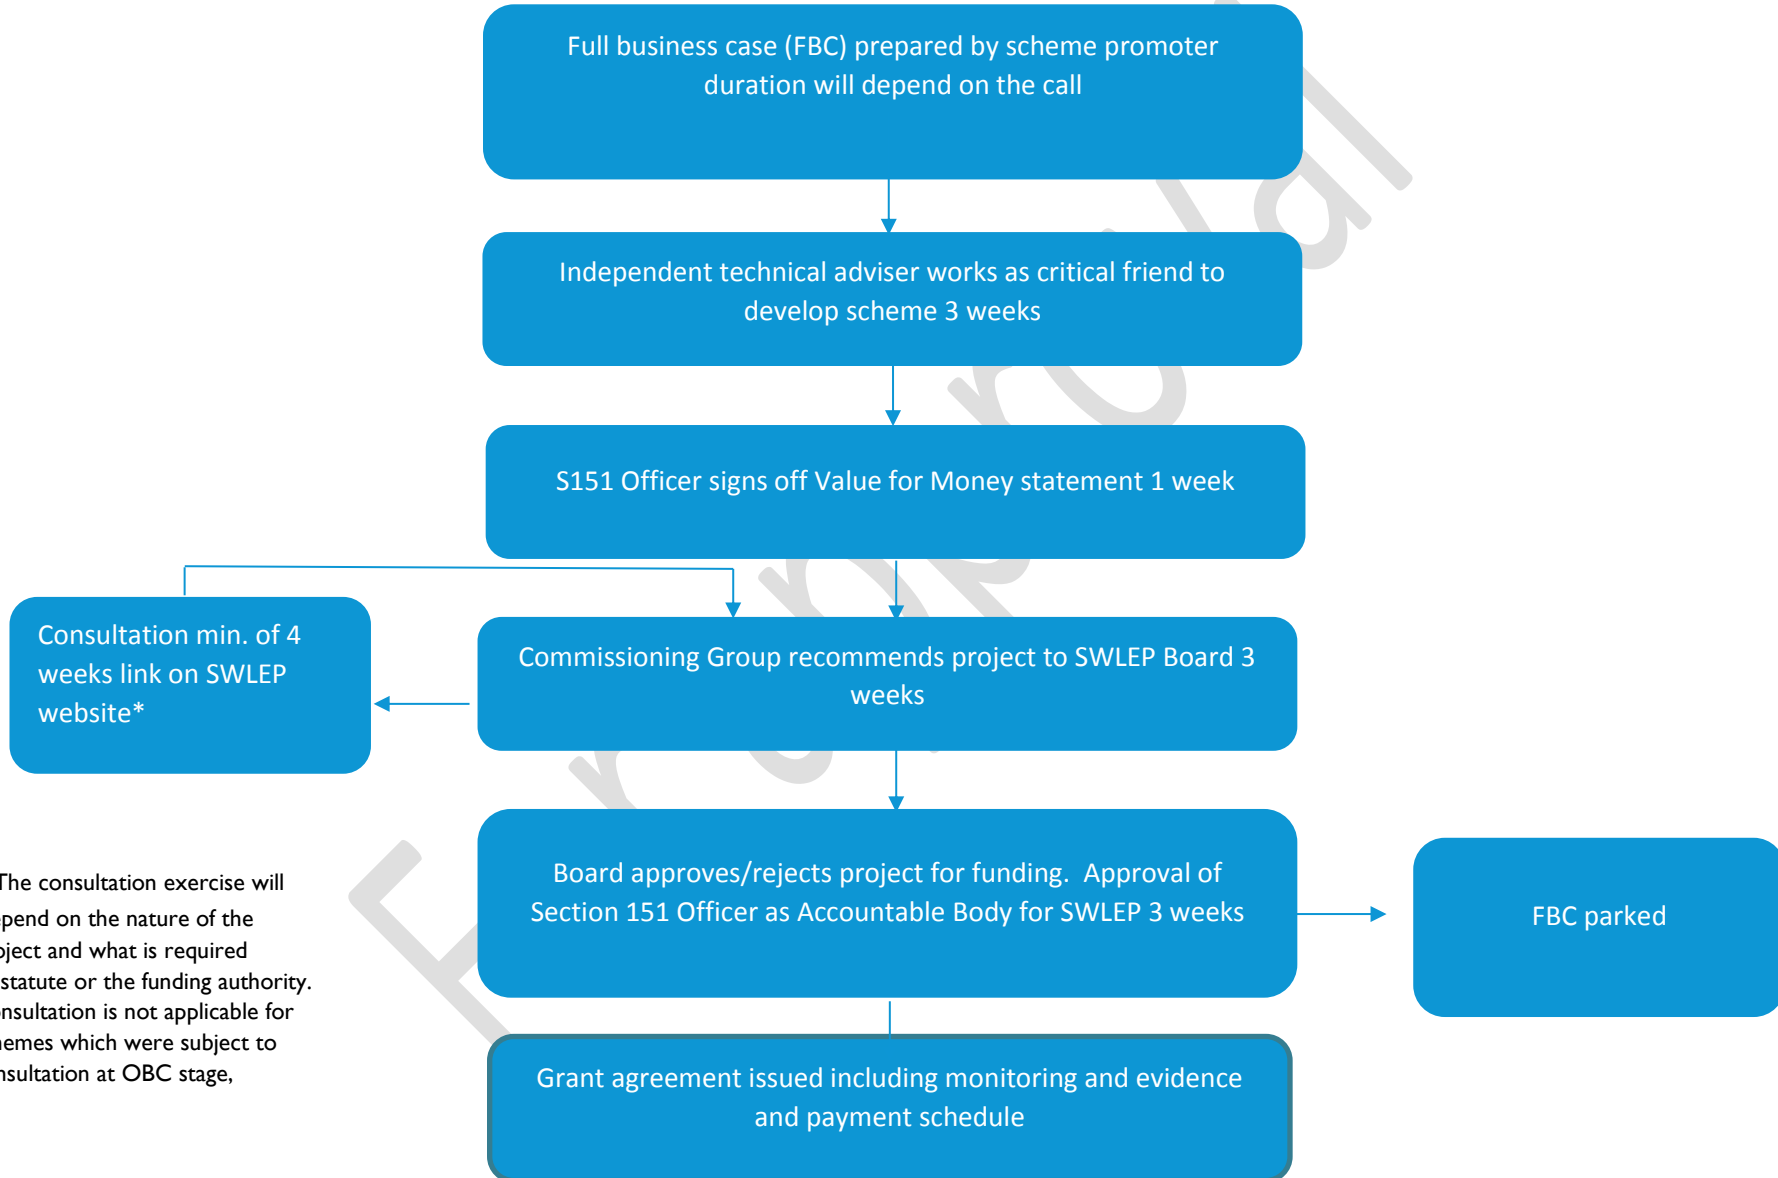 Full business case (FBC) prepared by scheme promoter
duration will depend on the call
Independent technical adviser works as critical friend to
develop scheme 3 weeks
S151 Officer signs off Value for Money statement 1 week
Consultation min. of 4
weeks link on SWLEP
website*
Commissioning Group recommends project to SWLEP Board 3
weeks
Board approves/rejects project for funding.  Approval of
Section 151 Officer as Accountable Body for SWLEP 3 weeks
FBC parked
The consultation exercise will
epend on the nature of the
oject and what is required
statute or the funding authority.
onsultation is not applicable for
hemes which were subject to
nsultation at OBC stage,
Grant agreement issued including monitoring and evidence
and payment schedule